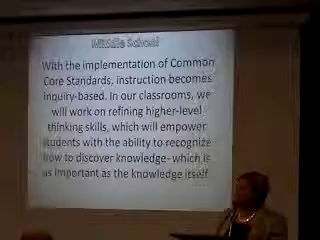 Middle School
With the implementation of Common
Core Standards, instruction becomes
inquiry-based. In our classrooms, we
will work on refining higher-level
thinking skills, which will empower
students with the ability to recognize
how to discover knowledge- which is
as important as the knowledge itself